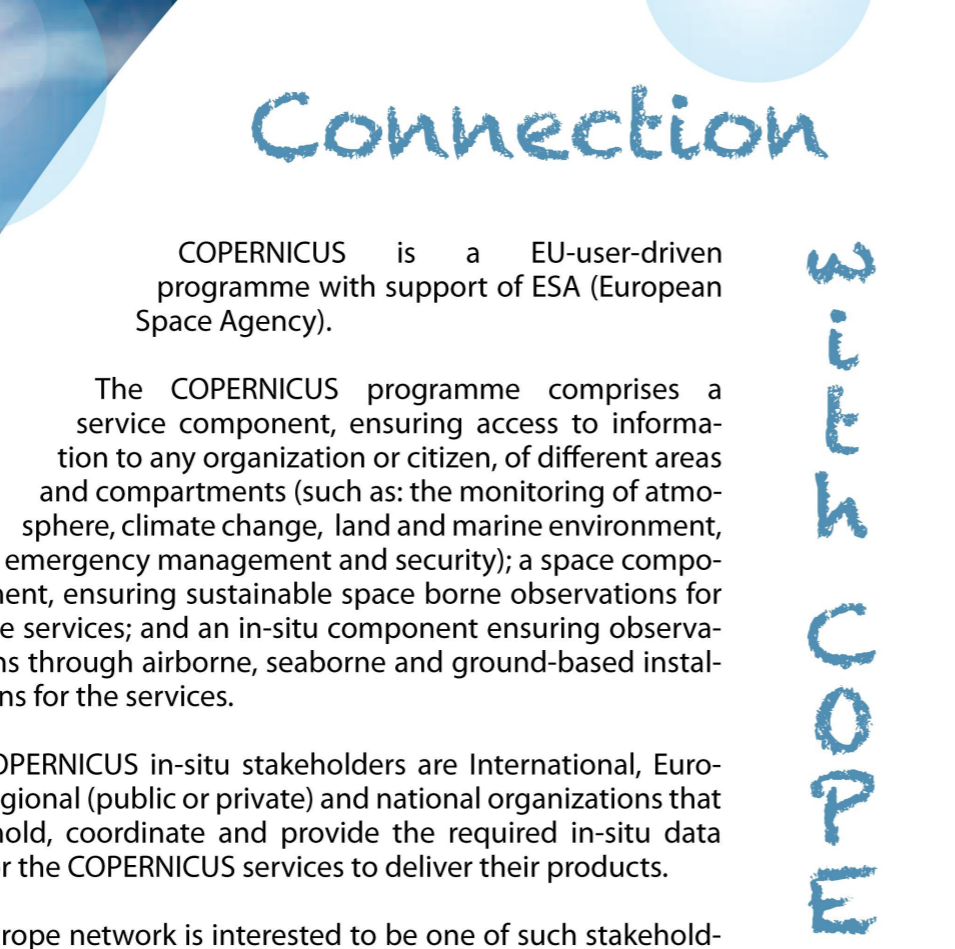 Connection
with COPE
COPERNICUS is a EU-user-driven
programme with support of ESA (European
Space Agency).
The COPERNICUS programme comprises a
service component, ensuring access to informa-
tion to any organization or citizen, of different areas
and compartments (such as: the monitoring of atmo-
sphere, climate change, land and marine environment,
emergency management and security); a space compo-
ensuring sustainable space borne observations for
services; and an in-situ component ensuring observa-
through airborne, seaborne and ground-based instal-
for the services.
OPERNICUS in-situ stakeholders are International, Euro-
gional (public or private) and national organizations that
hold, coordinate and provide the required in-situ data
the COPERNICUS services to deliver their products.
rope network is interested to be one of such stakehold-